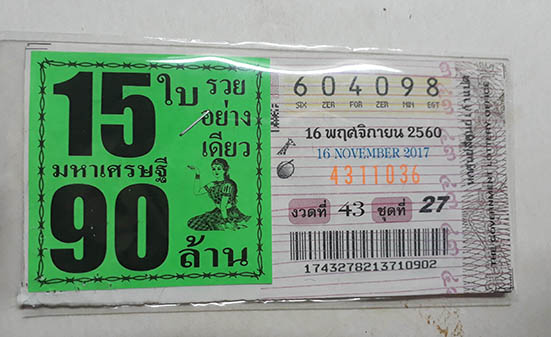 15 ใบ
รวย
อย่าง
เดียว
มหาเศรษฐี
90 ล้าน
604098
SIX ZER FOR ZER NIN EGT
16 พฤศจิกายน 2560
16 NOVEMBER 2017
4311036
งวดที่ 43 ชุดที่ 27
1743278213710902